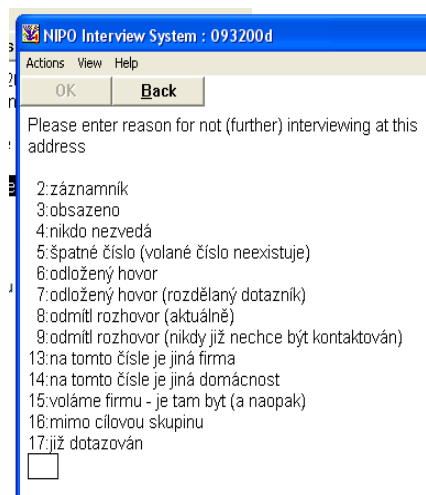 NIPO Interview System : 093200d
Actions View Help
OK Back
Please enter reason for not (further) interviewing at this
address
2:záznamník
3:obsazeno
4:nikdo nezvedá
5:špatné číslo (volané číslo neexistuje)
6:odložený hovor
7:odložený hovor (rozdělaný dotazník)
8:odmítl rozhovor (aktuálně)
9:odmítl rozhovor (nikdy již nechce být kontaktován)
13:na tomto čísle je jiná firma
14:na tomto čísle je jiná domácnost
15:voláme firmu - je tam byt (a naopak)
16:mimo cílovou skupinu
17:již dotazován